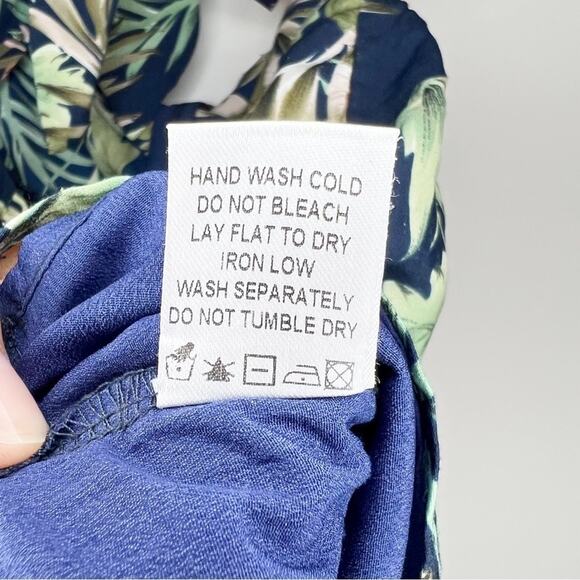 HAND WASH COLD
DO NOT BLEACH
LAY FLAT TO DRY
IRON LOW
WASH SEPARATELY
DO NOT TUMBLE DRY